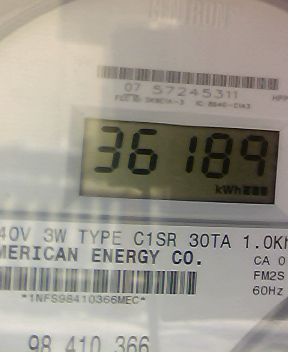 07 57245311
36189
kWh
40V 3W TYPE C1SR 30TA 1.0Kh
MERICAN ENERGY CO.
CA 0
FM2S
60Hz
*1NFS98410366MEC*
98 410 366